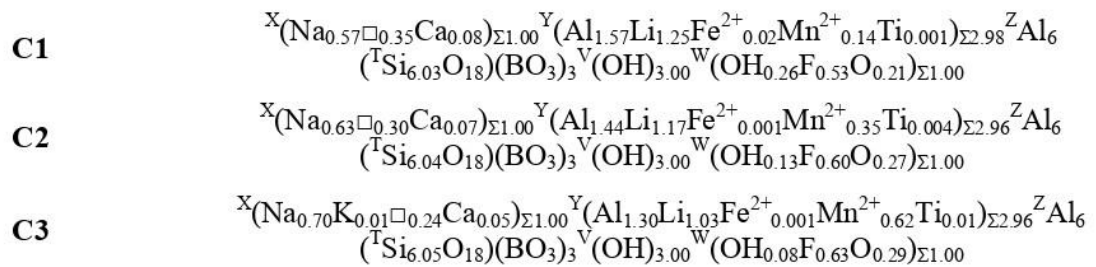 C1
X(Na0.57□0.35Ca0.08)Σ1.00 Y(Al1.57Li1.25Fe2+0.02Mn2+0.14Ti0.001)Σ2.98 ZAl6
(TSi6.03O18)(BO3)3 V(OH)3.00 W(OH0.26F0.53O0.21)Σ1.00
C2
X(Na0.63□0.30Ca0.07)Σ1.00 Y(Al1.44Li1.17Fe2+0.001Mn2+0.35Ti0.004)Σ2.96 ZAl6
(TSi6.04O18)(BO3)3 V(OH)3.00 W(OH0.13F0.60O0.27)Σ1.00
C3
X(Na0.70K0.01□0.24Ca0.05)Σ1.00 Y(Al1.30Li1.03Fe2+0.001Mn2+0.62Ti0.01)Σ2.96 ZAl6
(TSi6.05O18)(BO3)3 V(OH)3.00 W(OH0.08F0.63O0.29)Σ1.00